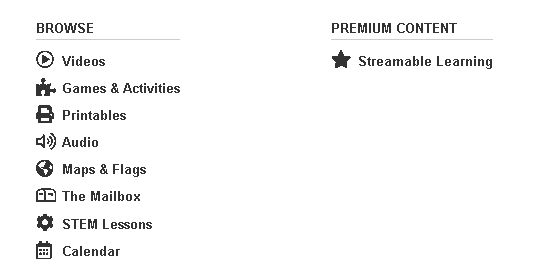 BROWSE
Videos
Games & Activities
Printables
Audio
Maps & Flags
The Mailbox
STEM Lessons
Calendar
PREMIUM CONTENT
Streamable Learning